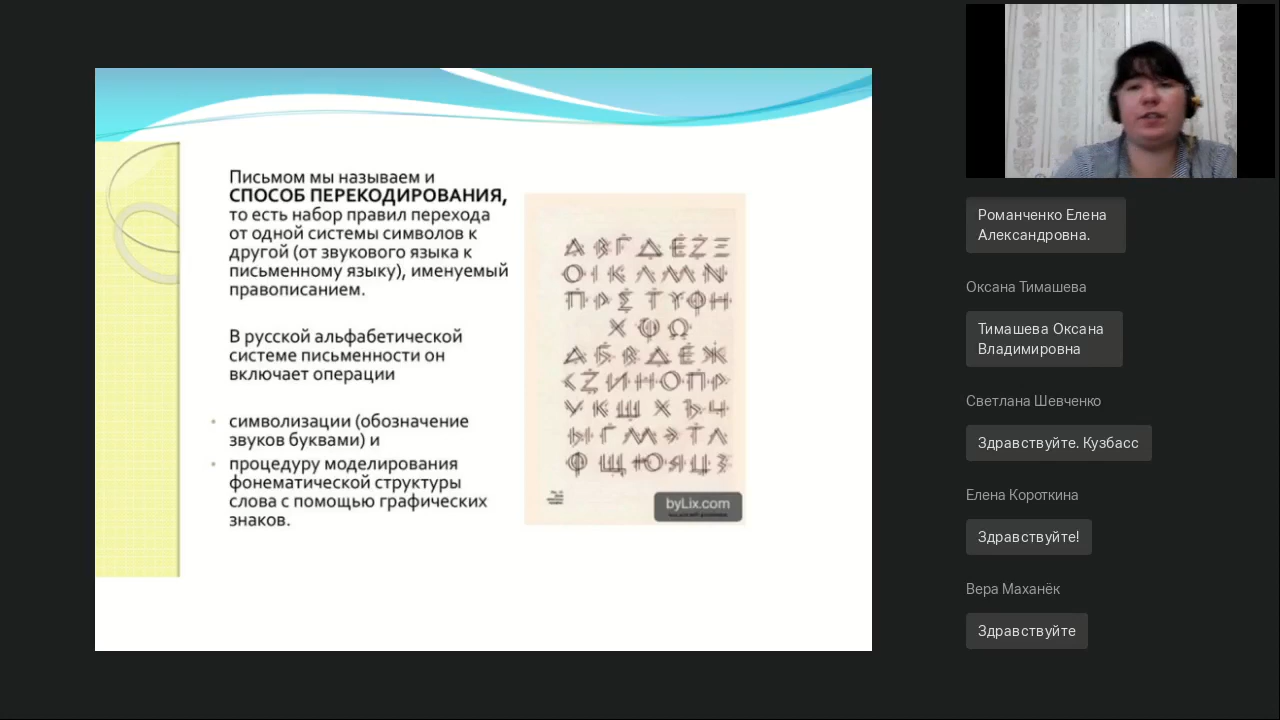 Письмом мы называем и
СПОСОБ ПЕРЕКОДИРОВАНИЯ,
то есть набор правил перехода
от одной системы символов к
другой (от звукового языка к
письменному языку), именуемый
правописанием.
В русской альфабетической
системе письменности он
включает операции
• символизации (обозначение
звуков буквами) и
• процедуру моделирования
фонематической структуры
слова с помощью графических
знаков.
byLix.com
Романченко Елена
Александровна.
Оксана Тимашева
Тимашева Оксана
Владимировна
Светлана Шевченко
Здравствуйте. Кузбасс
Елена Короткина
Здравствуйте!
Вера Маханёк
Здравствуйте